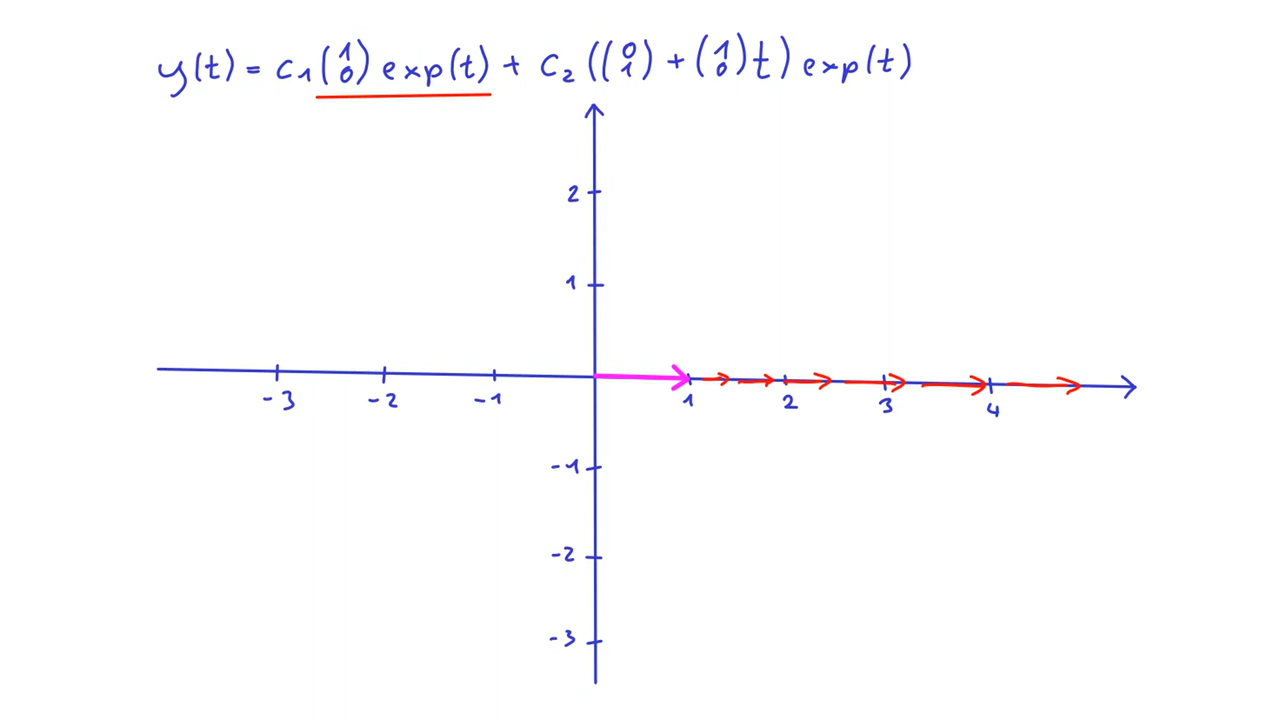 y(t) = c₁ (1 0) exp(t) + c₂ ((0 1) + (1 0) t) exp(t)
2
1
-3 -2 -1 1 2 3 4
-1
-2
-3